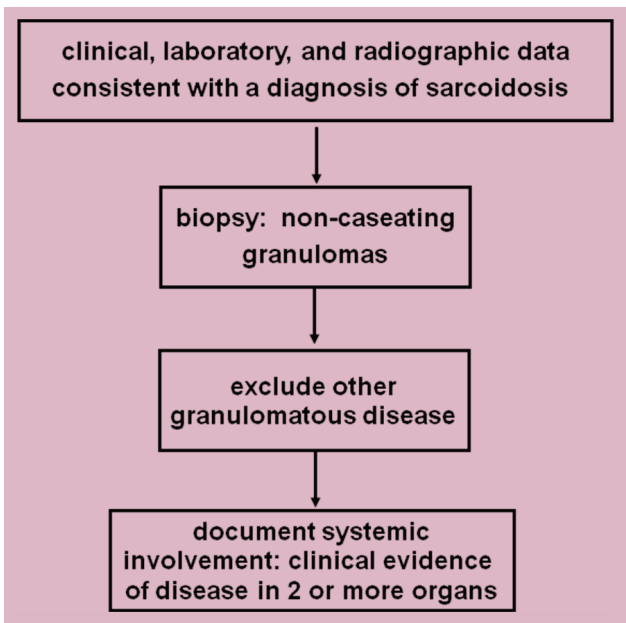 clinical, laboratory, and radiographic data
consistent with a diagnosis of sarcoidosis
biopsy: non-caseating
granulomas
exclude other
granulomatous disease
document systemic
involvement: clinical evidence
of disease in 2 or more organs